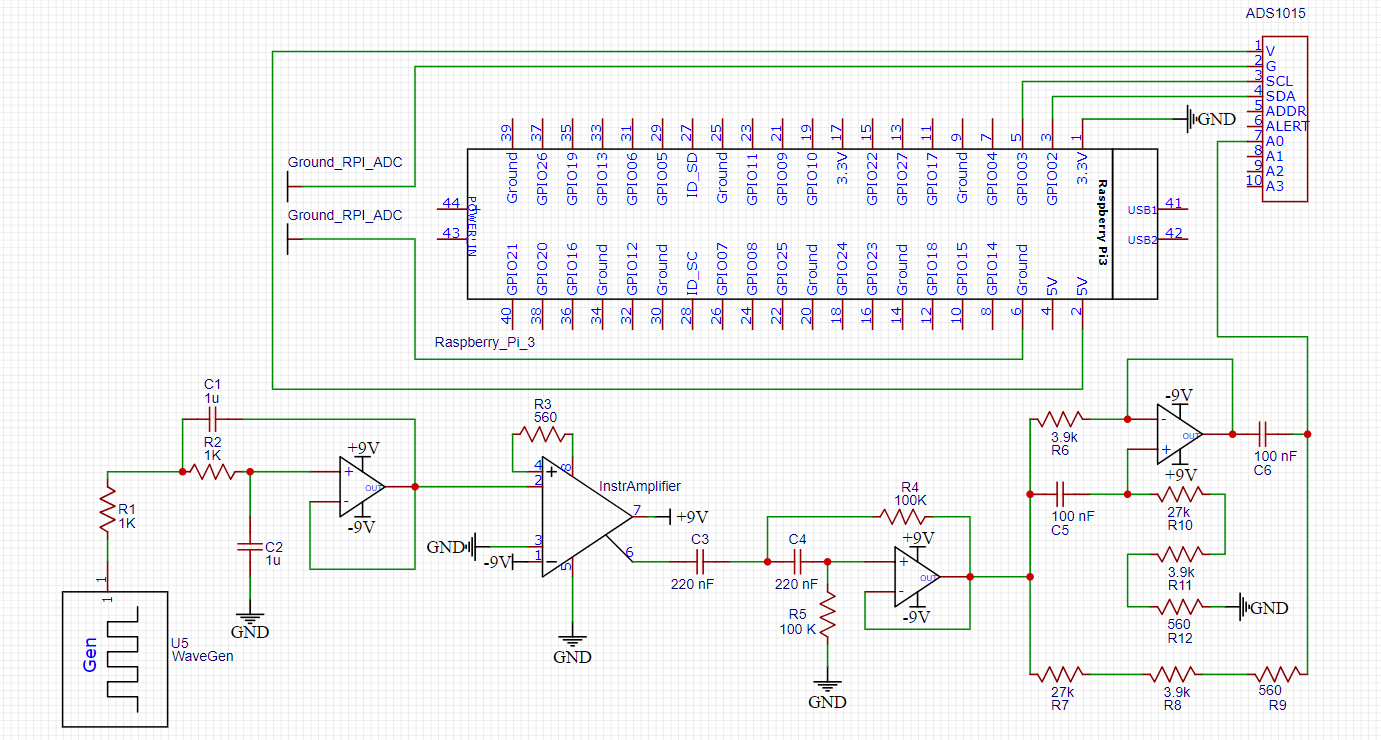 ADS1015
1 V
2 G
3 SCL
4 SDA
5 ADDR
6 ALERT
7 A0
8 A1
9 A2
10 A3
GND
39 37 35 33 31 29 27 25 23 21 19 17 15 13 11 9 7 5 3 1
Ground GPIO26 GPIO19 GPIO13 GPIO06 GPIO05 ID_SD Ground GPIO11 GPIO09 GPIO10 3.3V GPIO22 GPIO27 GPIO17 Ground GPIO04 GPIO03 GPIO02 3.3V
Ground_RPI_ADC
Ground_RPI_ADC
44
43
POWER-IN
Raspberry Pi3
USB1 41
USB2 42
GPIO21 GPIO20 GPIO16 Ground GPIO12 Ground ID_SC GPIO07 GPIO08 GPIO25 Ground GPIO24 GPIO23 Ground GPIO18 GPIO15 GPIO14 Ground 5V 5V
40 38 36 34 32 30 28 26 24 22 20 18 16 14 12 10 8 6 4 2
Raspberry_Pi_3
C1
1u
R2
1K
R1
1K
C2
1u
GND
+9V
+
OUT
-
-9V
1
1
Gen
U5
WaveGen
R3
560
4
2
3
1
8
+
-
5
7
6
InstrAmplifier
+9V
GND
-9V
GND
C3
220 nF
R4
100K
C4
220 nF
R5
100 K
GND
+9V
+
OUT
-
-9V
3.9k
R6
100 nF
C5
-9V
-
OUT
+
+9V
100 nF
C6
27k
R10
3.9k
R11
560
R12
GND
27k
R7
3.9k
R8
560
R9